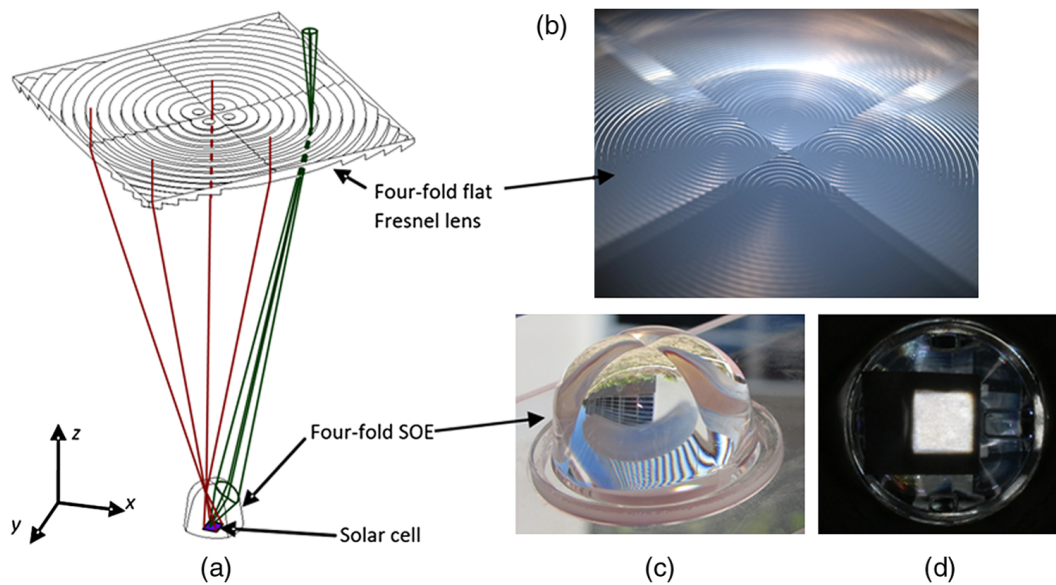 (b)
Four-fold flat
Fresnel lens
Four-fold SOE
z
x
y
Solar cell
(a)
(c)
(d)